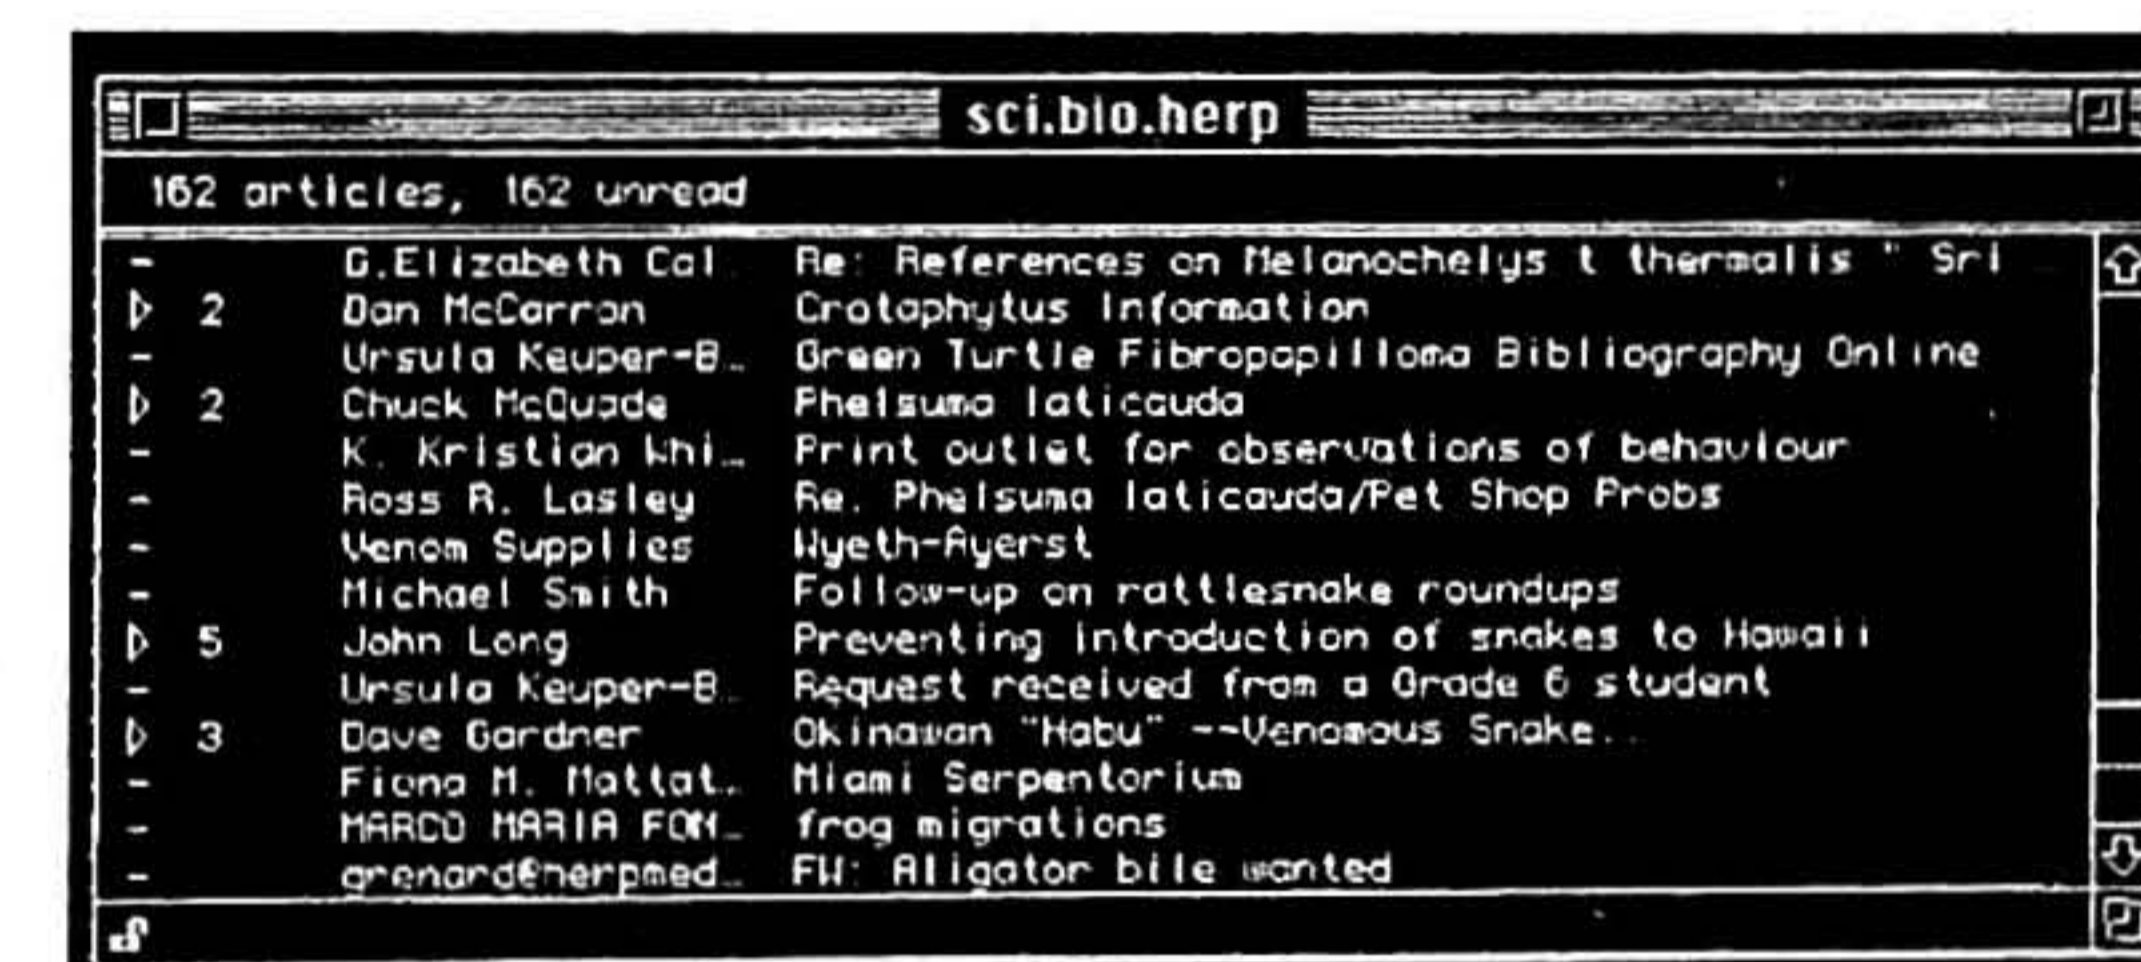 sci.bio.herp
162 articles, 162 unread
- G.Elizabeth Cal Re: References on Melanochelys t thermalis " Sri
▷ 2 Dan McCarron Crotaphytus Information
- Ursula Keuper-B… Green Turtle Fibropapilloma Bibliography Online
▷ 2 Chuck McQuade Phelsuma laticauda
- K. Kristian Whi… Print outlet for observations of behaviour
- Ross R. Lasley Re. Phelsuma laticauda/Pet Shop Probs
- Venom Supplies Wyeth-Ayerst
- Michael Smith Follow-up on rattlesnake roundups
▷ 5 John Long Preventing introduction of snakes to Hawaii
- Ursula Keuper-B… Request received from a Grade 6 student
▷ 3 Dave Gardner Okinawan "Habu" --Venomous Snake..
- Fiona M. Mattat… Miami Serpentorium
- MARCO MARIA FON… frog migrations
- grenard@herpmed… FW: Aligator bile wanted